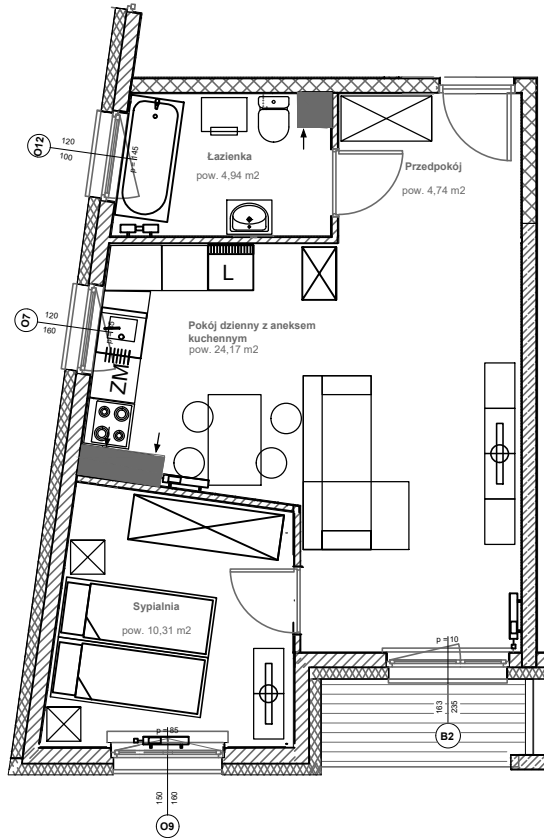 O12
120
100
p = 145
Łazienka
pow. 4,94 m2
Przedpokój
pow. 4,74 m2
L
O7
120
160
Pokój dzienny z aneksem
kuchennym
pow. 24,17 m2
ZM
Sypialnia
pow. 10,31 m2
p = 10
163
235
B2
p = 85
150
160
O9